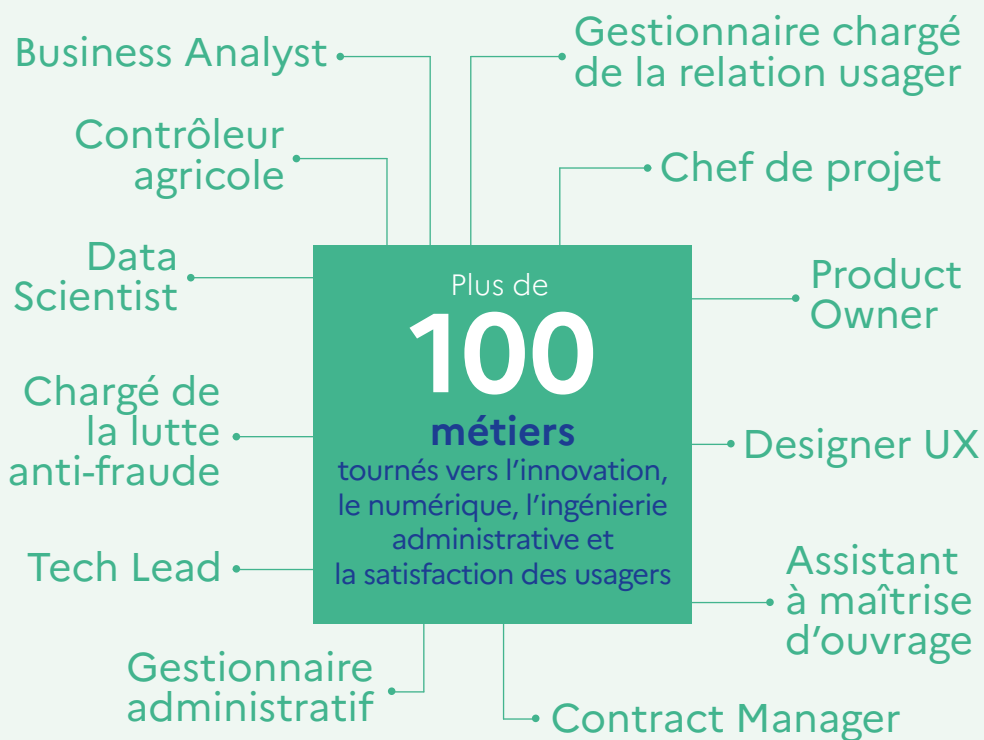 Business Analyst
Gestionnaire chargé
de la relation usager
Contrôleur
agricole
Chef de projet
Data
Scientist
Product
Owner
Plus de
100
métiers
tournés vers l’innovation,
le numérique, l’ingénierie
administrative et
la satisfaction des usagers
Chargé de
la lutte
anti-fraude
Designer UX
Tech Lead
Assistant
à maîtrise
d’ouvrage
Gestionnaire
administratif
Contract Manager